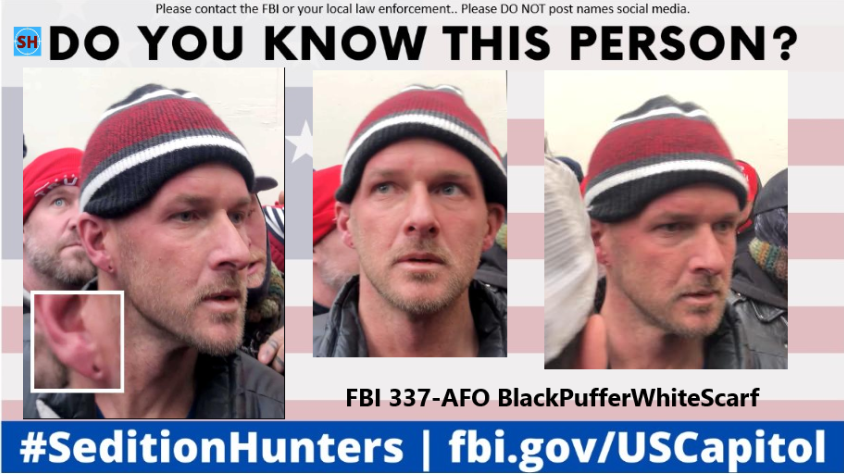 Please contact the FBI or your local law enforcement.. Please DO NOT post names social media.
SH DO YOU KNOW THIS PERSON?
FBI 337-AFO BlackPufferWhiteScarf
#SeditionHunters | fbi.gov/USCapitol